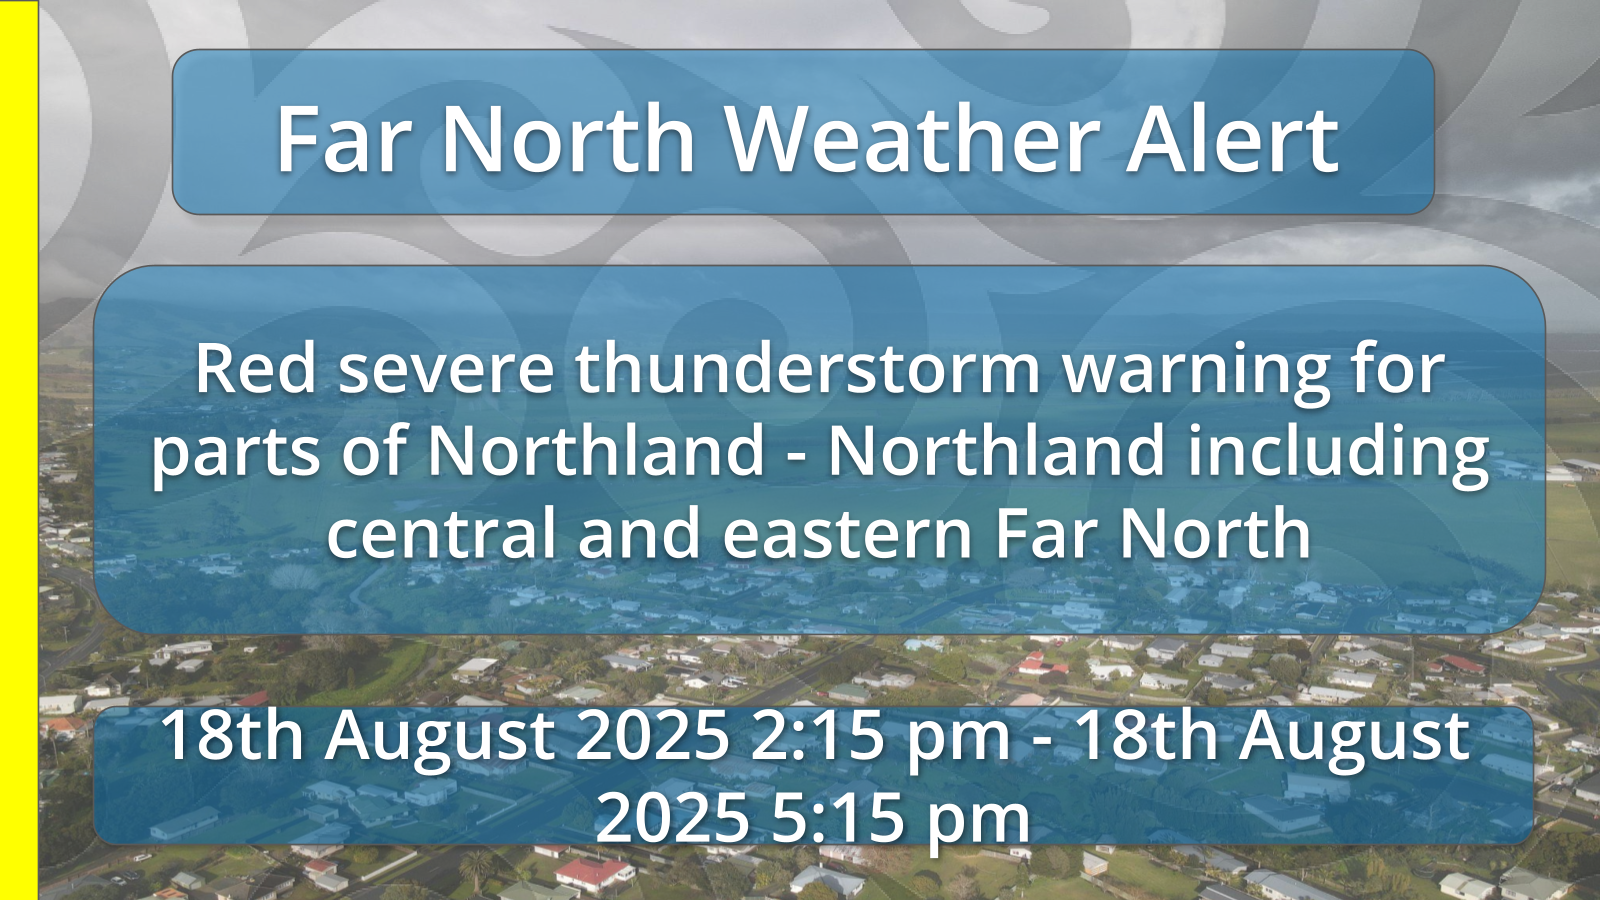 Far North Weather Alert
Red severe thunderstorm warning for
parts of Northland - Northland including
central and eastern Far North
18th August 2025 2:15 pm - 18th August
2025 5:15 pm